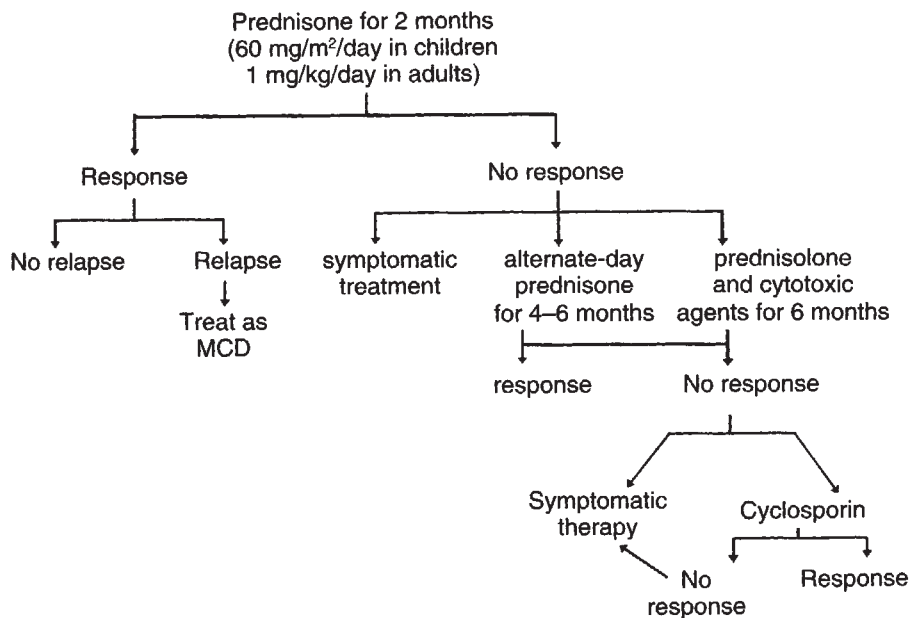 Prednisone for 2 months
(60 mg/m²/day in children
1 mg/kg/day in adults)
Response
No response
No relapse
Relapse
symptomatic
treatment
alternate-day
prednisone
for 4–6 months
prednisolone
and cytotoxic
agents for 6 months
Treat as
MCD
response
No response
Symptomatic
therapy
Cyclosporin
No
response
Response